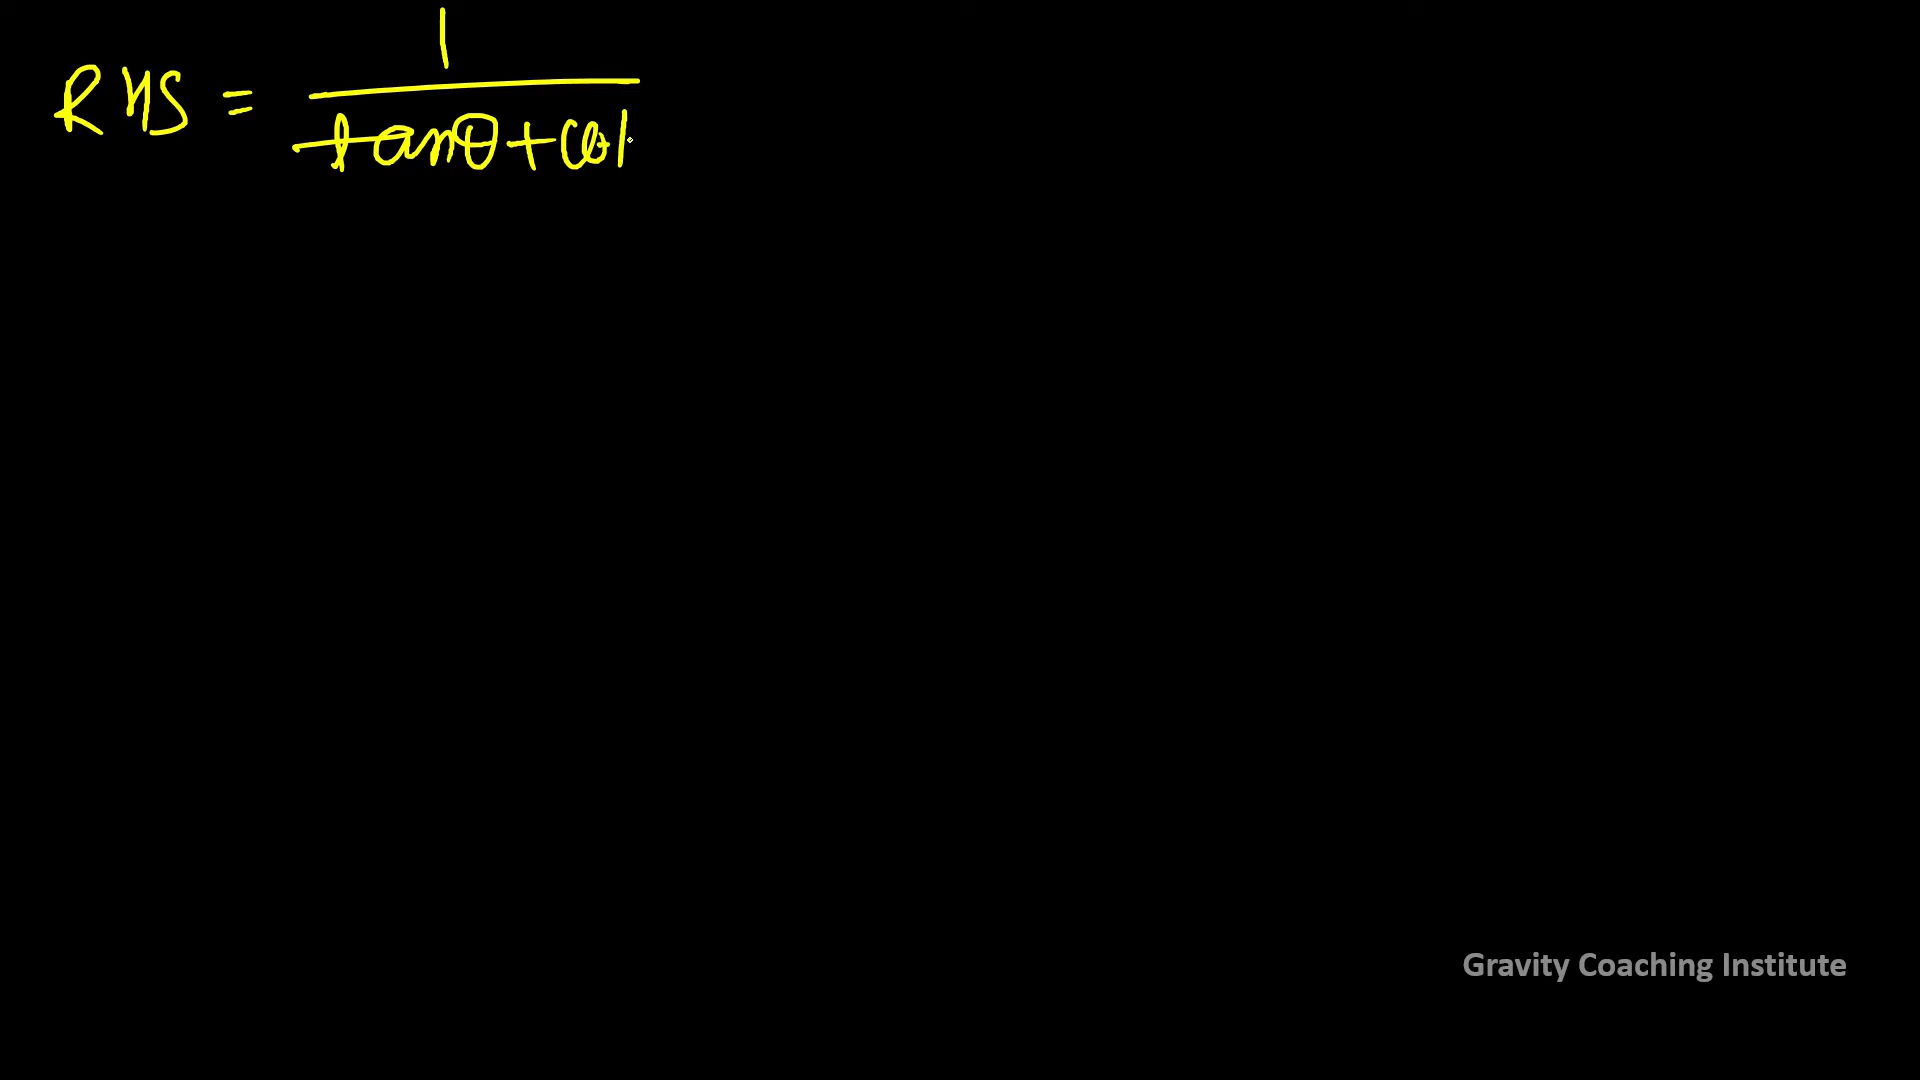 RHS = 1
tanθ + cot
Gravity Coaching Institute